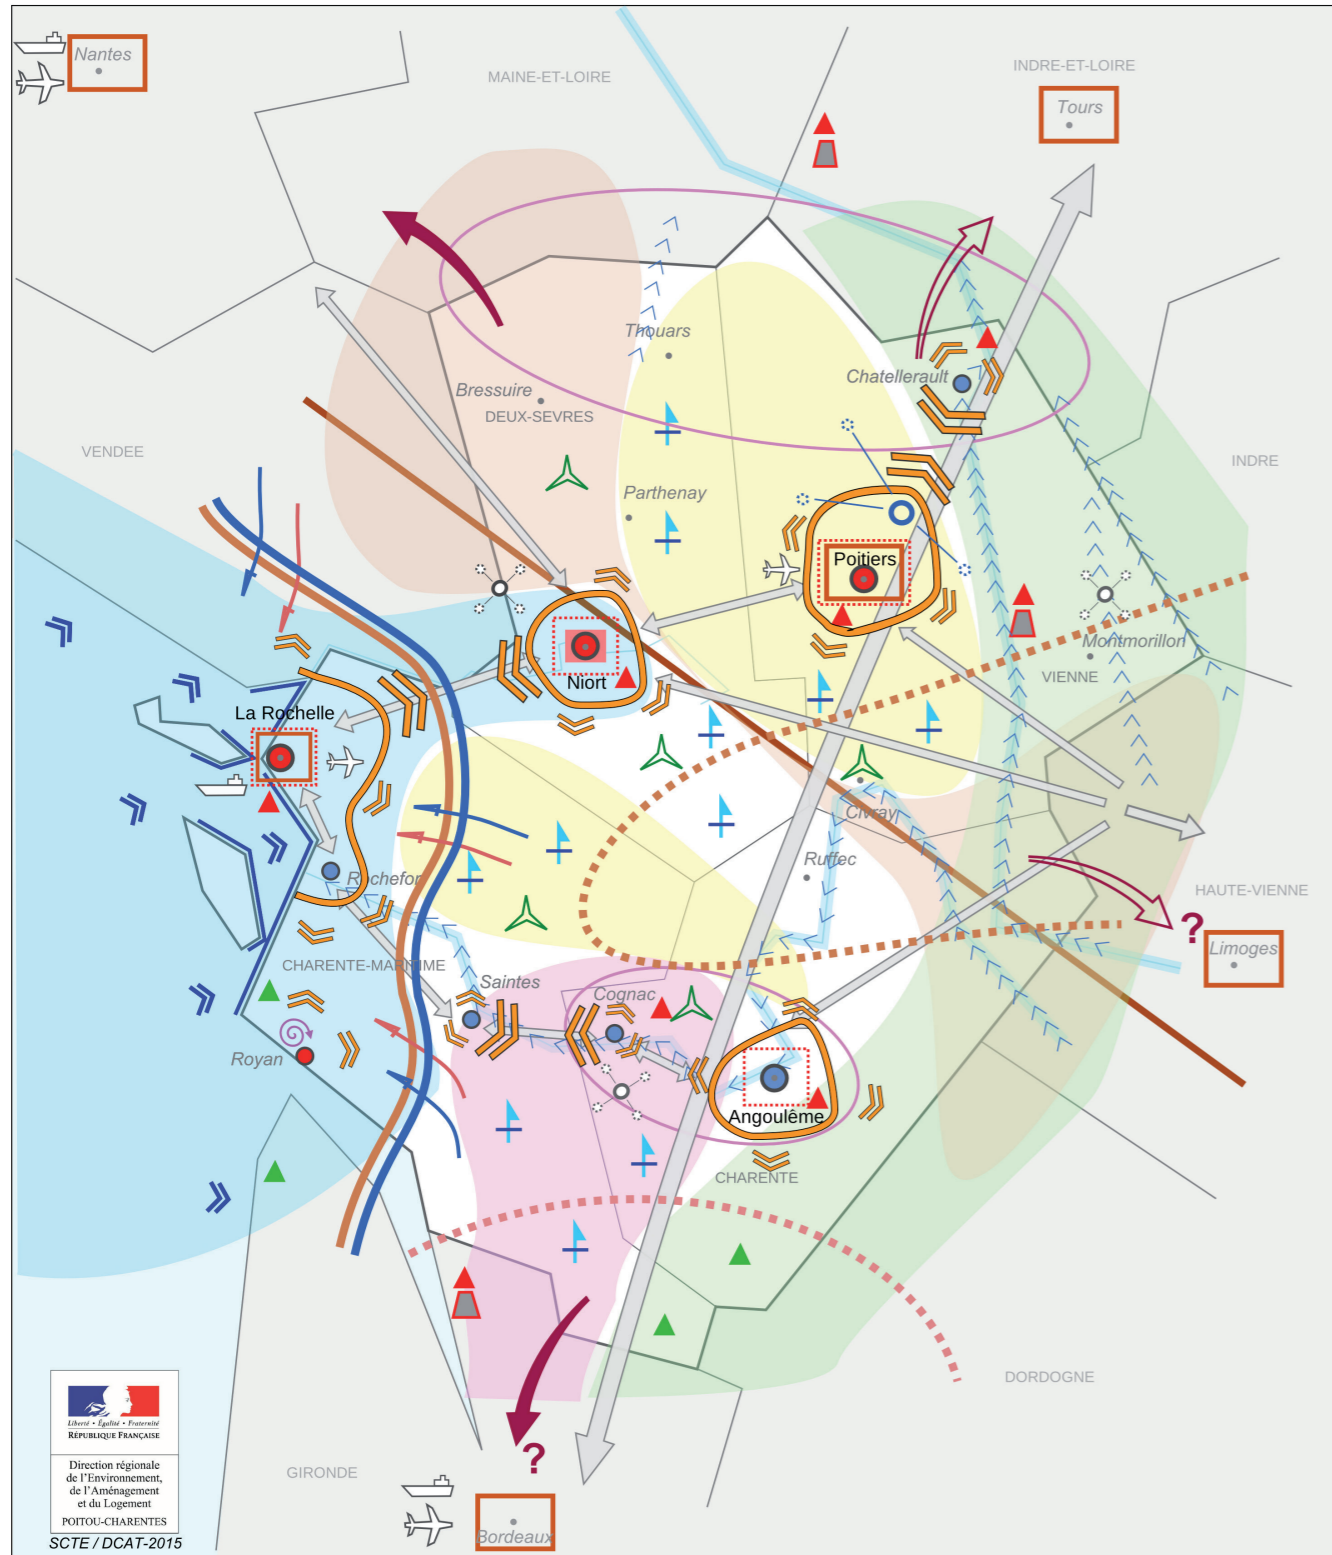 Nantes
MAINE-ET-LOIRE
INDRE-ET-LOIRE
Tours
Thouars
Chatellerault
Bressuire
DEUX-SEVRES
VENDEE
INDRE
Parthenay
Poitiers
Montmorillon
VIENNE
Niort
La Rochelle
Civray
Ruffec
Rochefor
HAUTE-VIENNE
?
Limoges
CHARENTE-MARITIME
Saintes
Cognac
Royan
Angoulême
CHARENTE
DORDOGNE
?
GIRONDE
Bordeaux
Liberté • Égalité • Fraternité
RÉPUBLIQUE FRANÇAISE
Direction régionale
de l'Environnement,
de l'Aménagement
et du Logement
POITOU-CHARENTES
SCTE / DCAT-2015